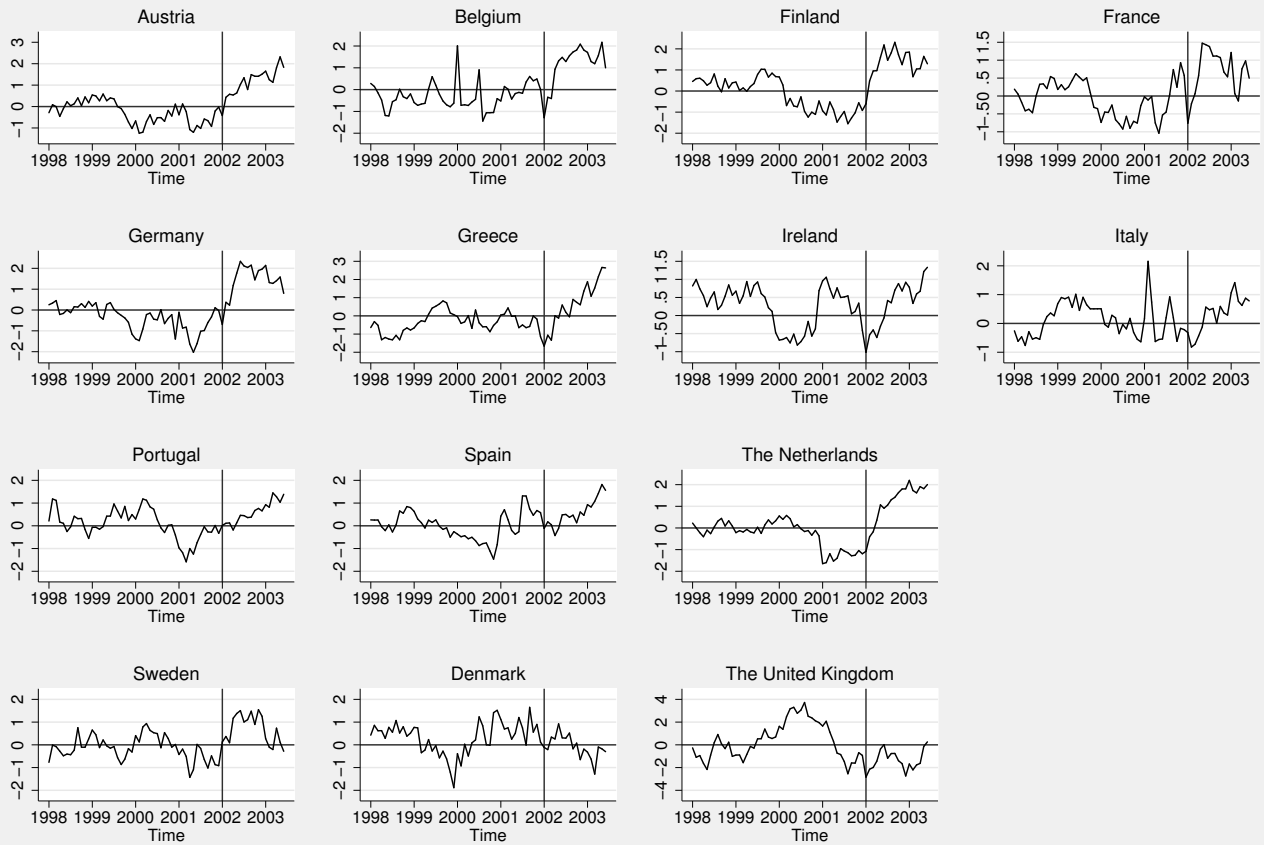 Austria
−1 0 1 2 3
1998 1999 2000 2001 2002 2003
Time
Belgium
−2 −1 0 1 2
1998 1999 2000 2001 2002 2003
Time
Finland
−2 −1 0 1 2
1998 1999 2000 2001 2002 2003
Time
France
−1 −.5 0 .5 1 1.5
1998 1999 2000 2001 2002 2003
Time
Germany
−2 −1 0 1 2
1998 1999 2000 2001 2002 2003
Time
Greece
−2 −1 0 1 2 3
1998 1999 2000 2001 2002 2003
Time
Ireland
−1 −.5 0 .5 1 1.5
1998 1999 2000 2001 2002 2003
Time
Italy
−1 0 1 2
1998 1999 2000 2001 2002 2003
Time
Portugal
−2 −1 0 1 2
1998 1999 2000 2001 2002 2003
Time
Spain
−2 −1 0 1 2
1998 1999 2000 2001 2002 2003
Time
The Netherlands
−2 −1 0 1 2
1998 1999 2000 2001 2002 2003
Time
Sweden
−2 −1 0 1 2
1998 1999 2000 2001 2002 2003
Time
Denmark
−2 −1 0 1 2
1998 1999 2000 2001 2002 2003
Time
The United Kingdom
−4 −2 0 2 4
1998 1999 2000 2001 2002 2003
Time